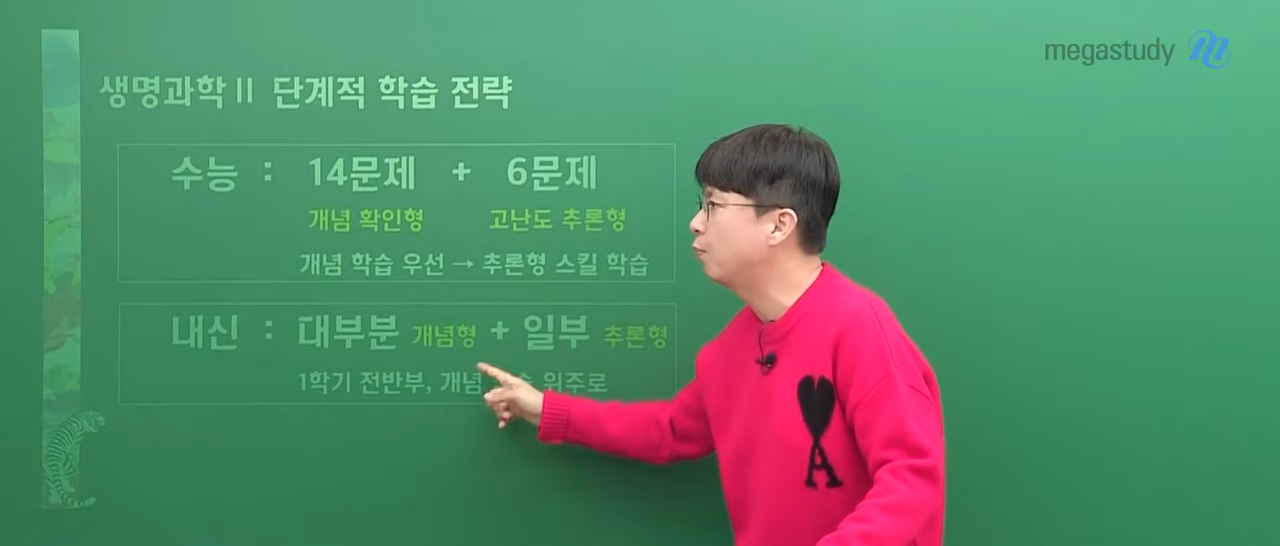 megastudy
생명과학 II 단계적 학습 전략
수능 : 14문제 + 6문제
개념 확인형 고난도 추론형
개념 학습 우선 → 추론형 스킬 학습
내신 : 대부분 개념형 + 일부 추론형
1학기 전반부, 개념 위주로
A